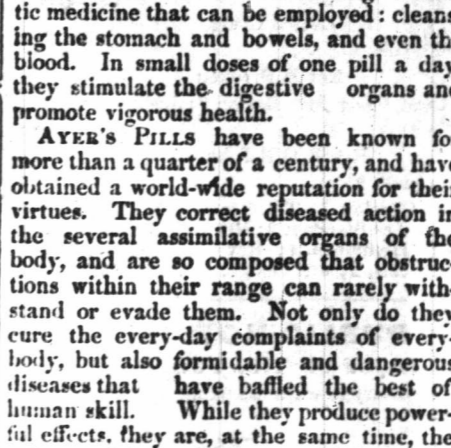 tic medicine that can be employed: cleans
ing the stomach and bowels, and even th
blood. In small doses of one pill a day
they stimulate the digestive organs an
promote vigorous health.
AYER'S PILLS have been known fo
more than a quarter of a century, and hav
obtained a world-wide reputation for thei
virtues. They correct diseased action i
the several assimilative organs of the
body, and are so composed that obstruc
tions within their range can rarely with-
stand or evade them. Not only do they
cure the every-day complaints of every-
body, but also formidable and dangerous
diseases that have baffled the best of
human skill. While they produce power-
ful effects, they are, at the same time, the